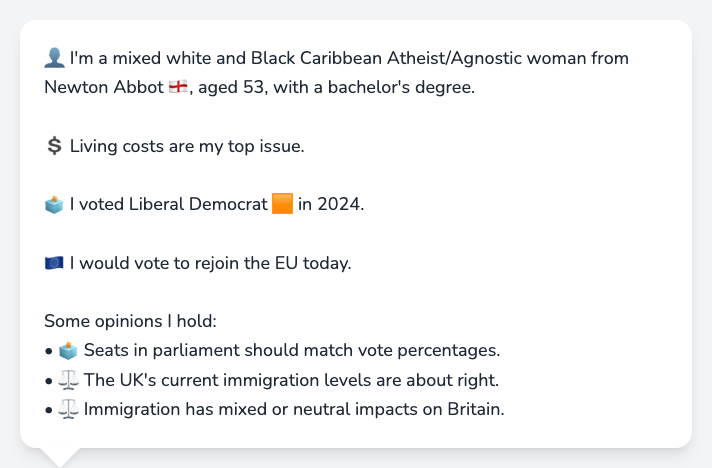 👤 I'm a mixed white and Black Caribbean Atheist/Agnostic woman from
Newton Abbot 🏴󠁧󠁢󠁥󠁮󠁧󠁿, aged 53, with a bachelor's degree.
💲 Living costs are my top issue.
🗳️ I voted Liberal Democrat 🟧 in 2024.
🇪🇺 I would vote to rejoin the EU today.
Some opinions I hold:
• 🗳️ Seats in parliament should match vote percentages.
• ⚖️ The UK's current immigration levels are about right.
• ⚖️ Immigration has mixed or neutral impacts on Britain.